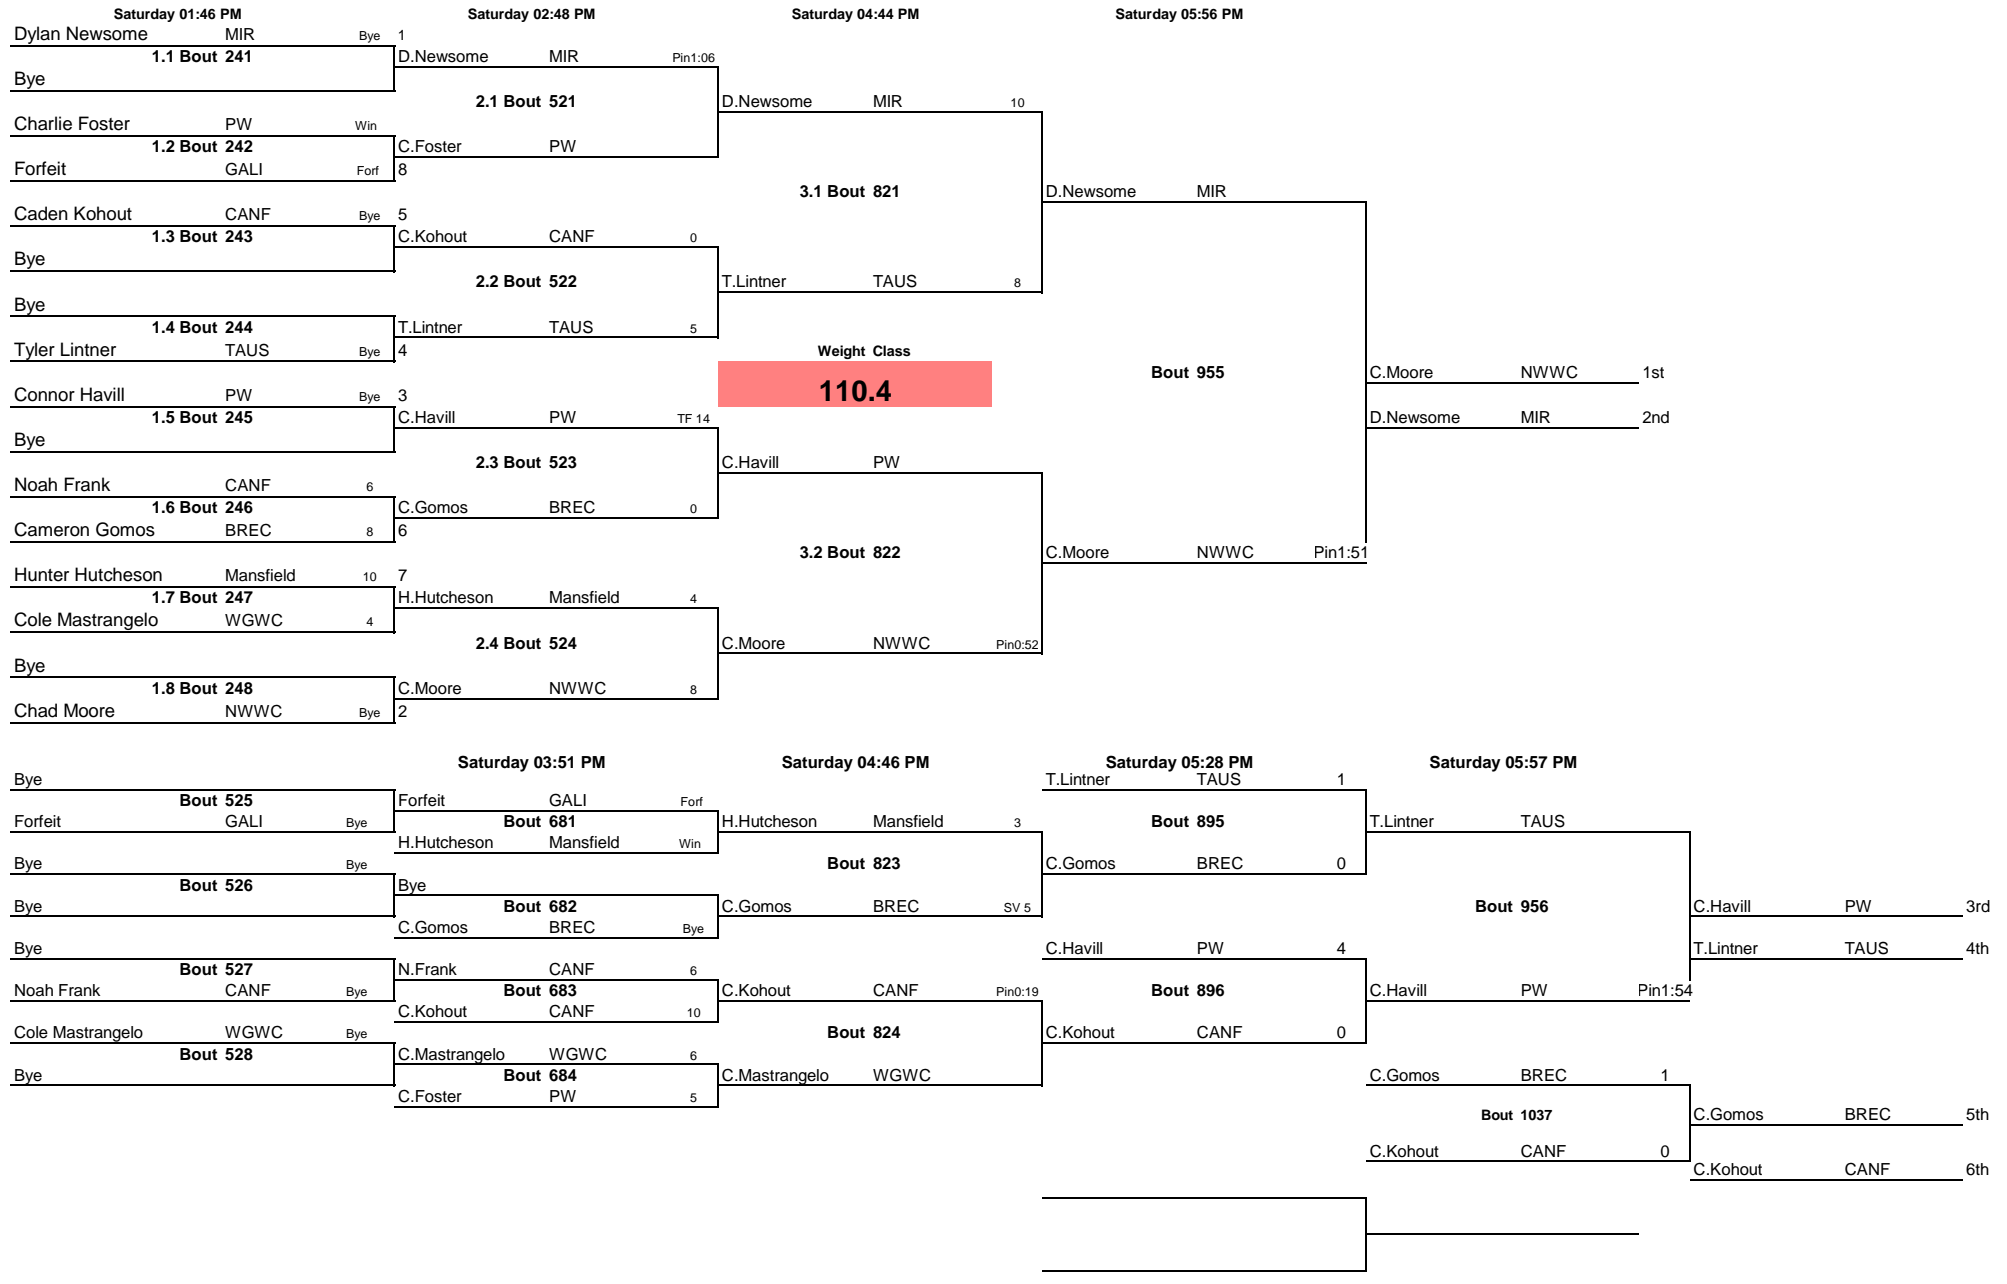 Saturday 01:46 PM Saturday 02:48 PM Saturday 04:44 PM Saturday 05:56 PM
Dylan Newsome MIR Bye 1
1.1 Bout 241 D.Newsome MIR Pin1:06
Bye
2.1 Bout 521 D.Newsome MIR 10
Charlie Foster PW Win
1.2 Bout 242 C.Foster PW
Forfeit GALI Forf 8
3.1 Bout 821 D.Newsome MIR
Caden Kohout CANF Bye 5
1.3 Bout 243 C.Kohout CANF 0
Bye
2.2 Bout 522 T.Lintner TAUS 8
Bye
1.4 Bout 244 T.Lintner TAUS 5
Tyler Lintner TAUS Bye 4 Weight Class
Bout 955 C.Moore NWWC 1st
Connor Havill PW Bye 3 110.4
1.5 Bout 245 C.Havill PW TF 14 D.Newsome MIR 2nd
Bye
2.3 Bout 523 C.Havill PW
Noah Frank CANF 6
1.6 Bout 246 C.Gomos BREC 0
Cameron Gomos BREC 8 6
3.2 Bout 822 C.Moore NWWC Pin1:51
Hunter Hutcheson Mansfield 10 7
1.7 Bout 247 H.Hutcheson Mansfield 4
Cole Mastrangelo WGWC 4
2.4 Bout 524 C.Moore NWWC Pin0:52
Bye
1.8 Bout 248 C.Moore NWWC 8
Chad Moore NWWC Bye 2
Saturday 03:51 PM Saturday 04:46 PM Saturday 05:28 PM Saturday 05:57 PM
Bye T.Lintner TAUS 1
Bout 525 Forfeit GALI Forf
Forfeit GALI Bye Bout 681 H.Hutcheson Mansfield 3 Bout 895 T.Lintner TAUS
H.Hutcheson Mansfield Win
Bye Bye Bout 823 C.Gomos BREC 0
Bout 526 Bye
Bye Bout 682 C.Gomos BREC SV 5 Bout 956 C.Havill PW 3rd
C.Gomos BREC Bye
Bye C.Havill PW 4 T.Lintner TAUS 4th
Bout 527 N.Frank CANF 6
Noah Frank CANF Bye Bout 683 C.Kohout CANF Pin0:19 Bout 896 C.Havill PW Pin1:54
C.Kohout CANF 10
Cole Mastrangelo WGWC Bye Bout 824 C.Kohout CANF 0
Bout 528 C.Mastrangelo WGWC 6
Bye Bout 684 C.Mastrangelo WGWC C.Gomos BREC 1
C.Foster PW 5
Bout 1037 C.Gomos BREC 5th
C.Kohout CANF 0
C.Kohout CANF 6th